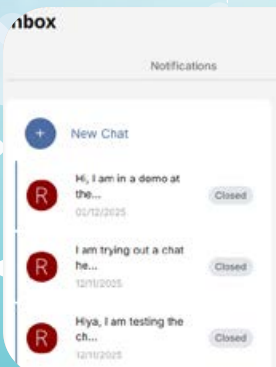 nbox
Notifications
+ New Chat
R
Hi, I am in a demo at
the...
Closed
01/12/2025
R
I am trying out a chat
he...
Closed
12/11/2025
R
Hiya, I am testing the
ch...
Closed
12/11/2025